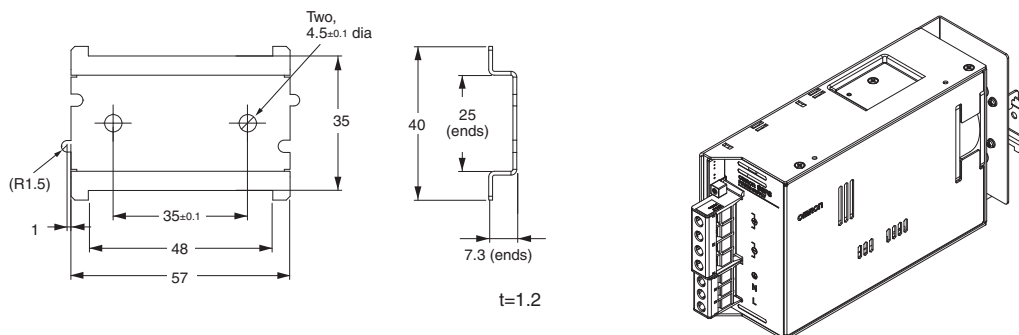 Two,
4.5±0.1 dia
35
(R1.5)
35±0.1
1
48
57
40
25
(ends)
7.3 (ends)
t=1.2
OMRON
N
L